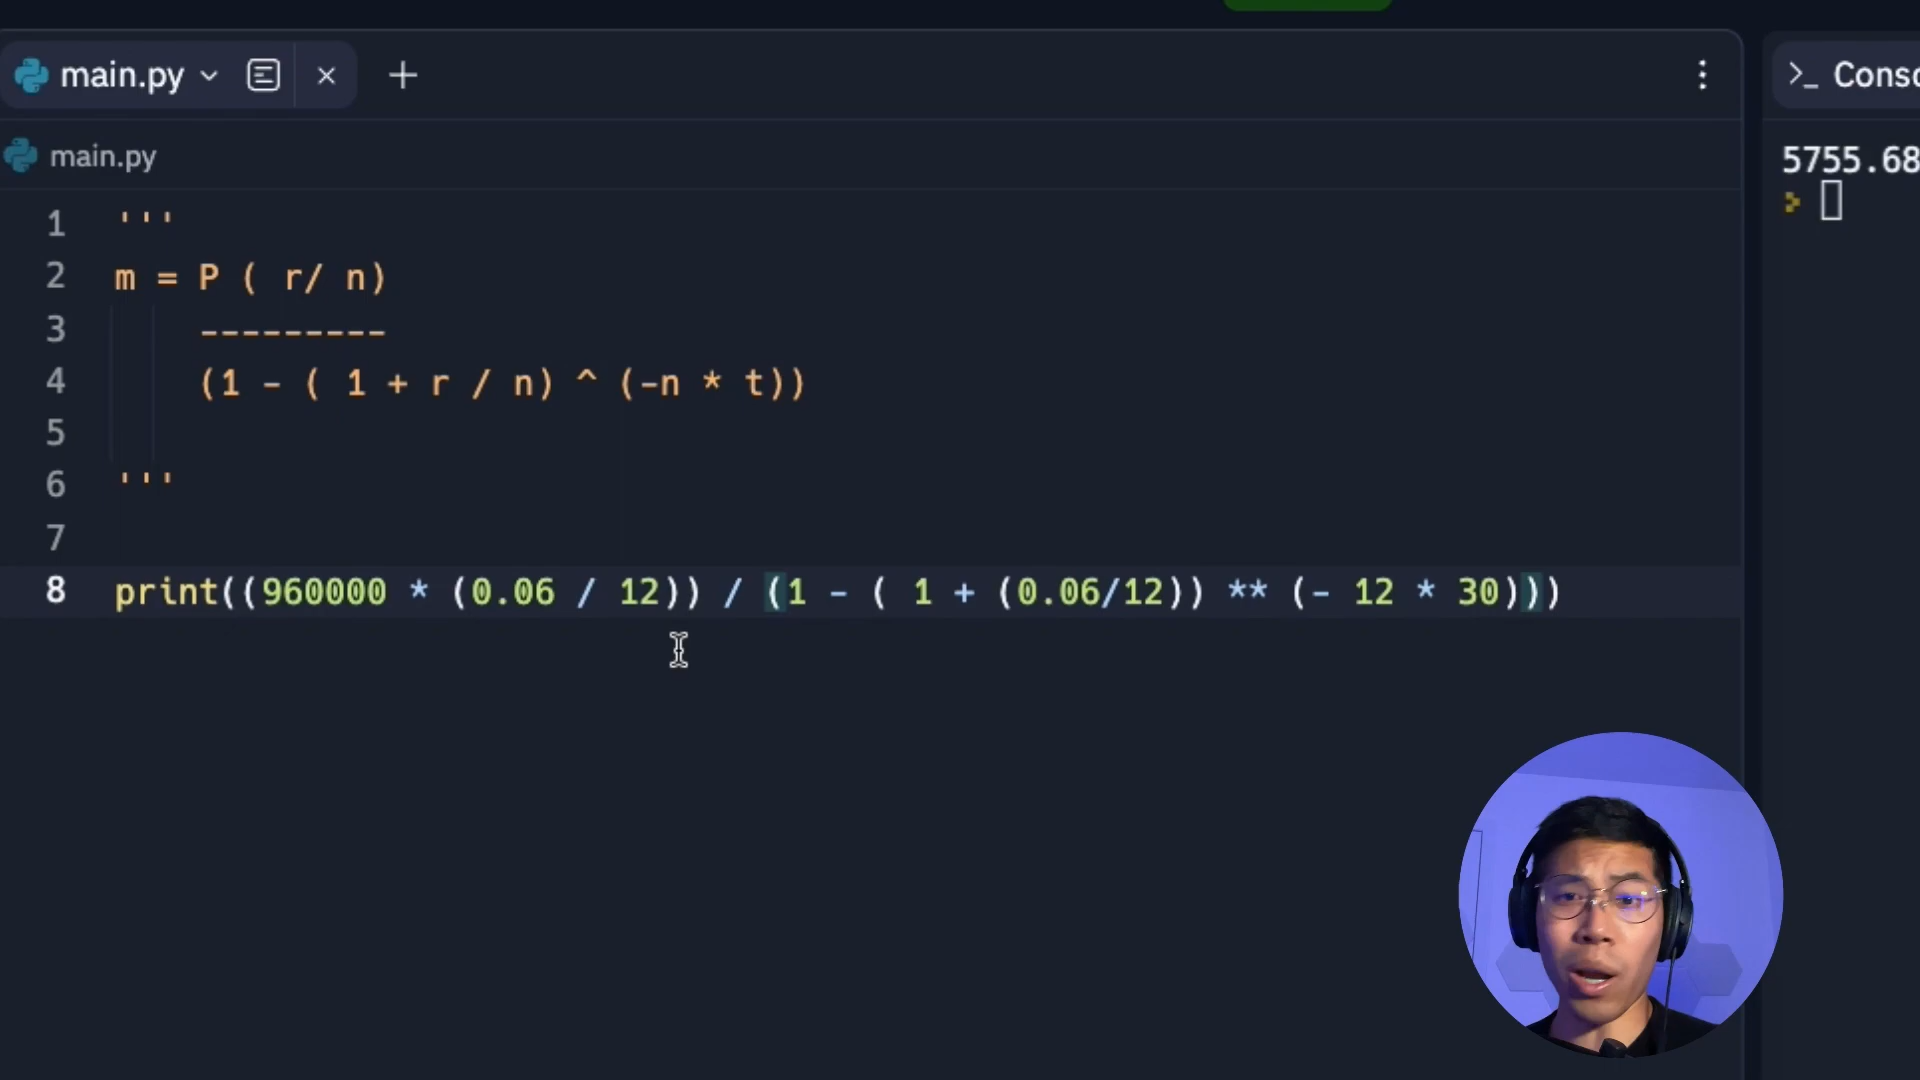 main.py
main.py
1 '''
2 m = P ( r/ n)
3 ---------
4 (1 - ( 1 + r / n) ^ (-n * t))
5
6 '''
7
8 print((960000 * (0.06 / 12)) / (1 - ( 1 + (0.06/12)) ** (- 12 * 30)))
>_ Conso
5755.68